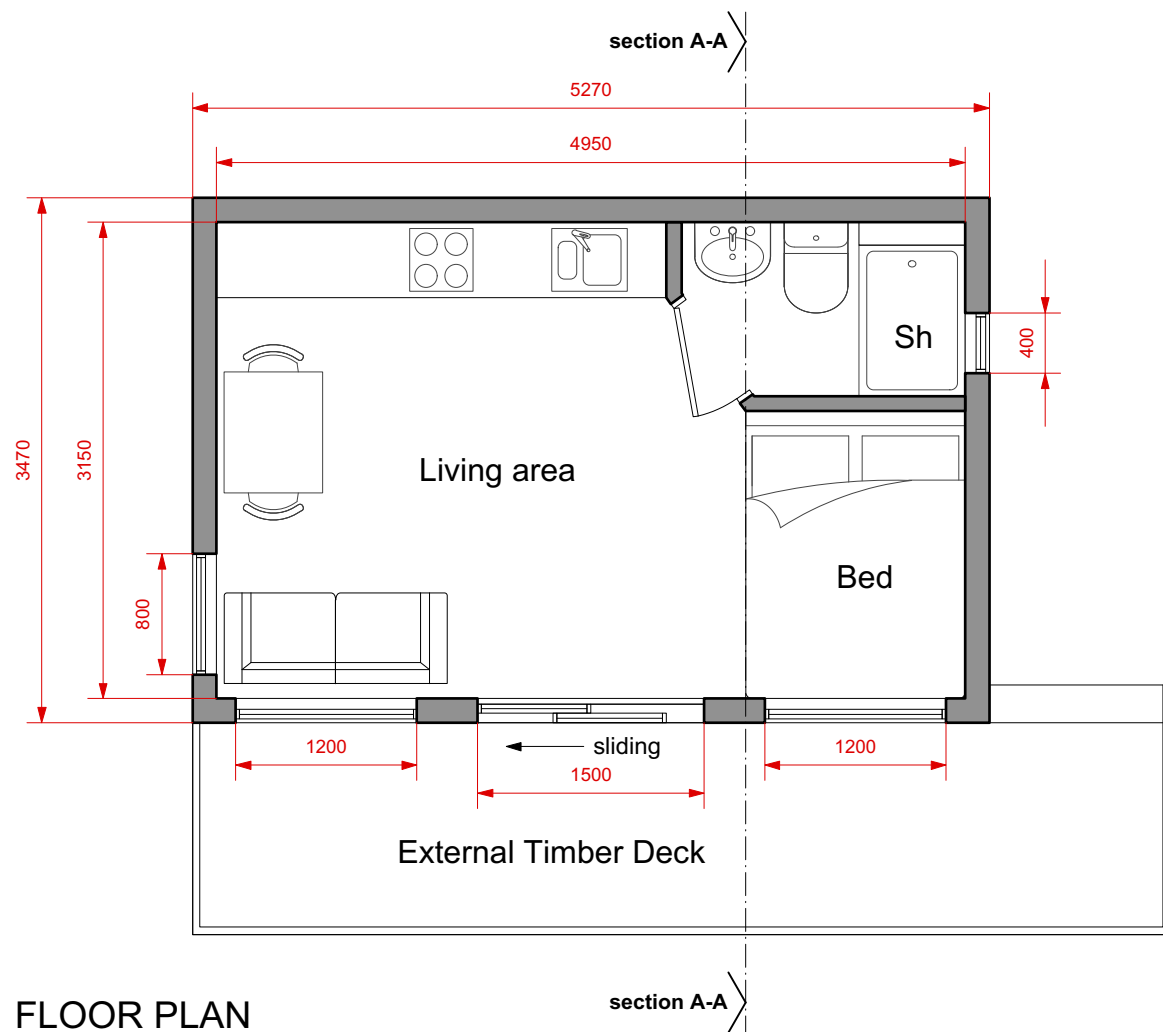 section A-A
5270
4950
Sh
400
3470
3150
Living area
Bed
800
1200
sliding
1200
1500
External Timber Deck
section A-A
FLOOR PLAN